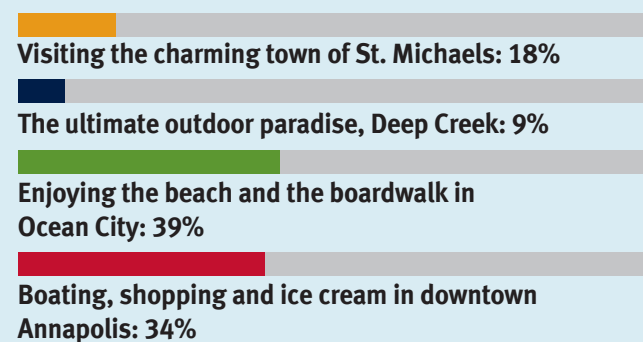 Visiting the charming town of St. Michaels: 18%
The ultimate outdoor paradise, Deep Creek: 9%
Enjoying the beach and the boardwalk in
Ocean City: 39%
Boating, shopping and ice cream in downtown
Annapolis: 34%